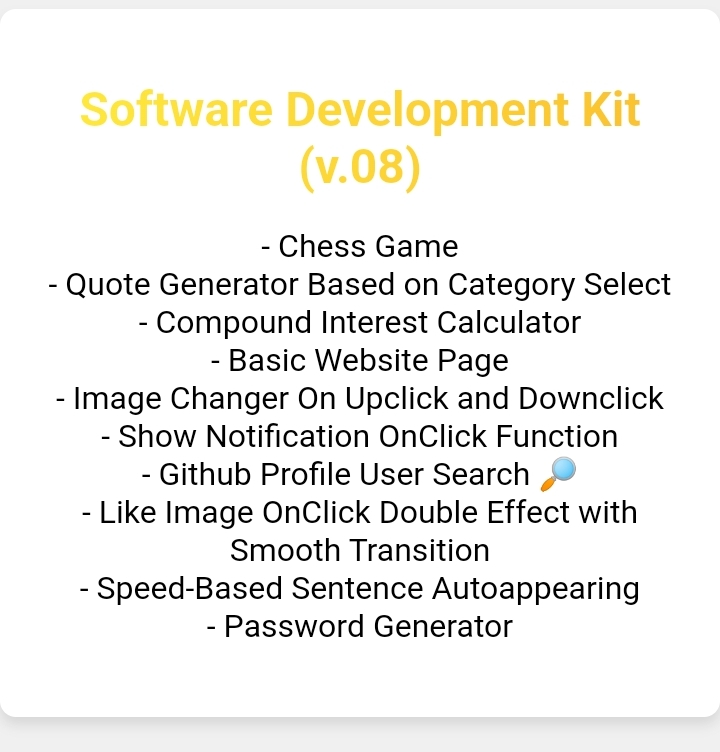 Software Development Kit
(v.08)
- Chess Game
- Quote Generator Based on Category Select
- Compound Interest Calculator
- Basic Website Page
- Image Changer On Upclick and Downclick
- Show Notification OnClick Function
- Github Profile User Search 🔎
- Like Image OnClick Double Effect with
Smooth Transition
- Speed-Based Sentence Autoappearing
- Password Generator